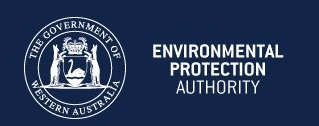 THE GOVERNMENT OF
WESTERN AUSTRALIA
ENVIRONMENTAL
PROTECTION
AUTHORITY